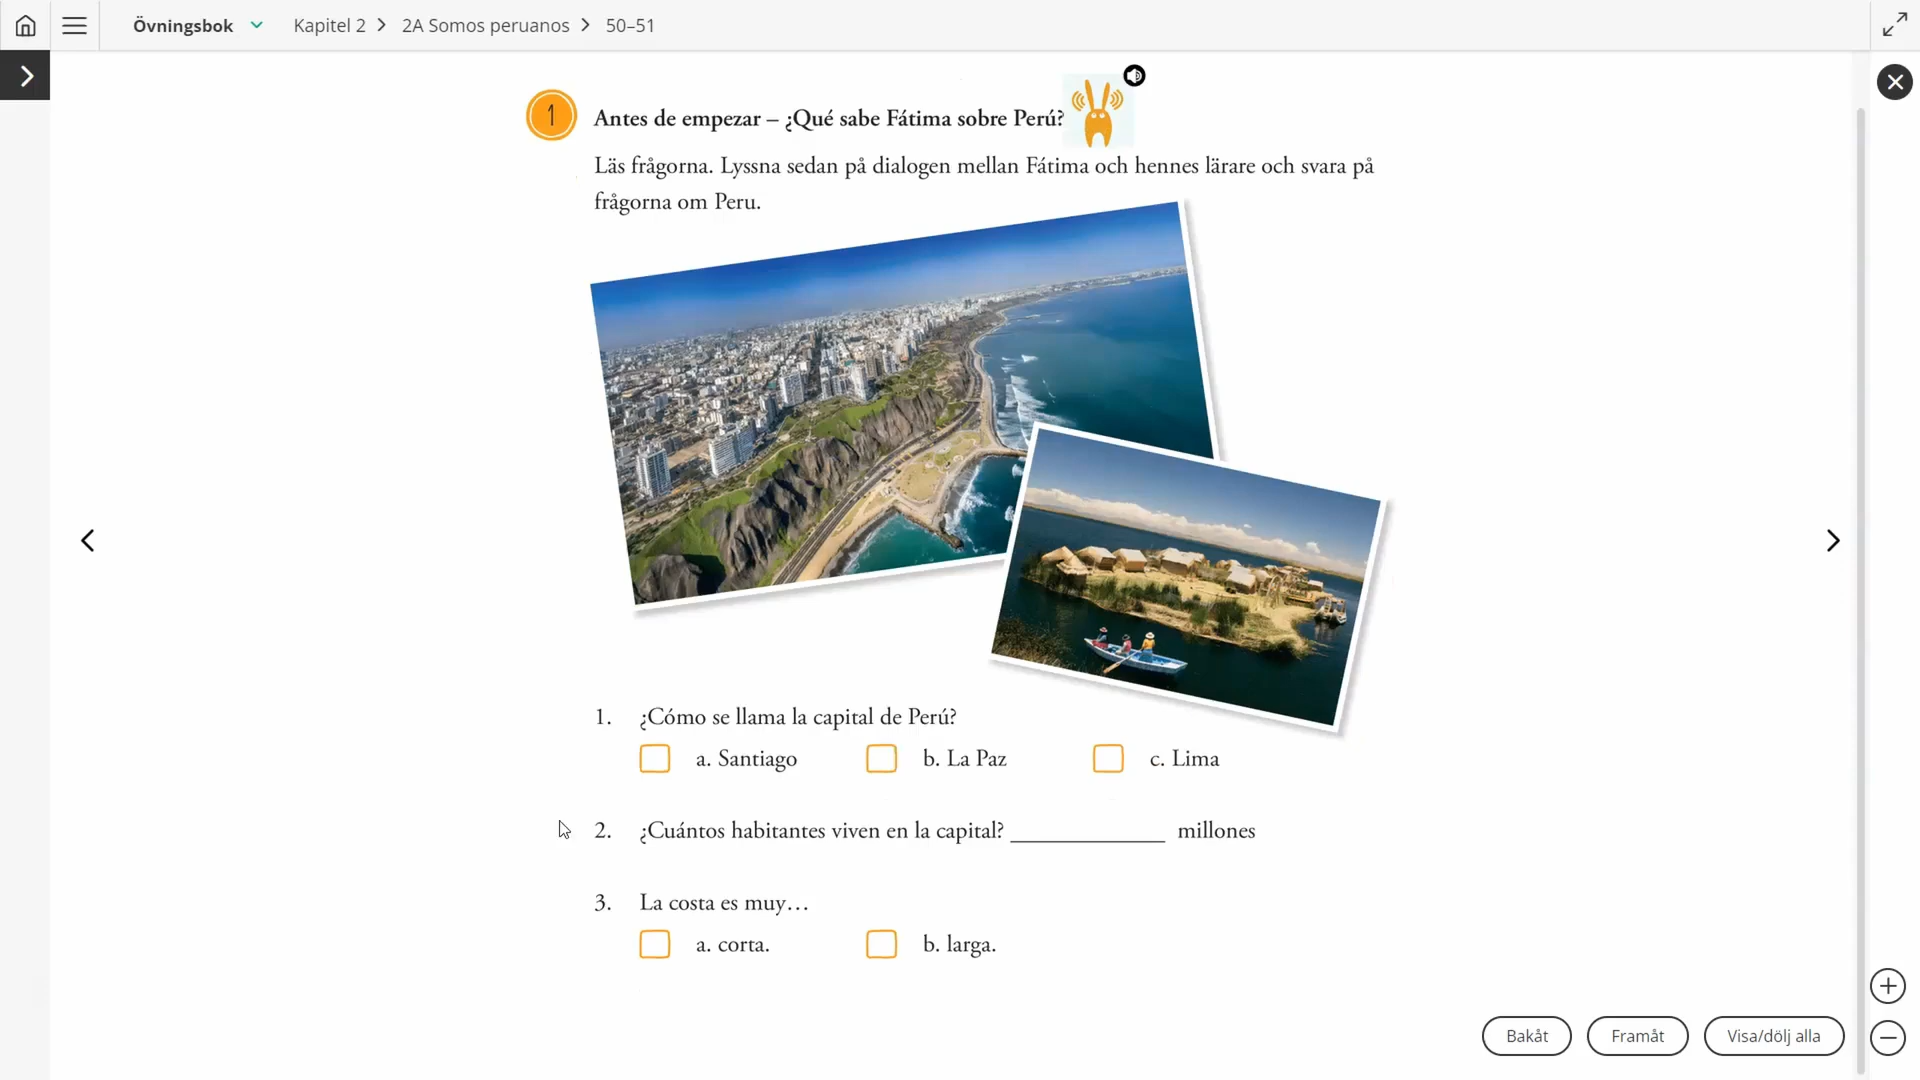 Övningsbok Kapitel 2 2A Somos peruanos 50–51
1 Antes de empezar – ¿Qué sabe Fátima sobre Perú?
Läs frågorna. Lyssna sedan på dialogen mellan Fátima och hennes lärare och svara på
frågorna om Peru.
1. ¿Cómo se llama la capital de Perú?
a. Santiago b. La Paz c. Lima
2. ¿Cuántos habitantes viven en la capital? ____________ millones
3. La costa es muy…
a. corta. b. larga.
Bakåt Framåt Visa/dölj alla